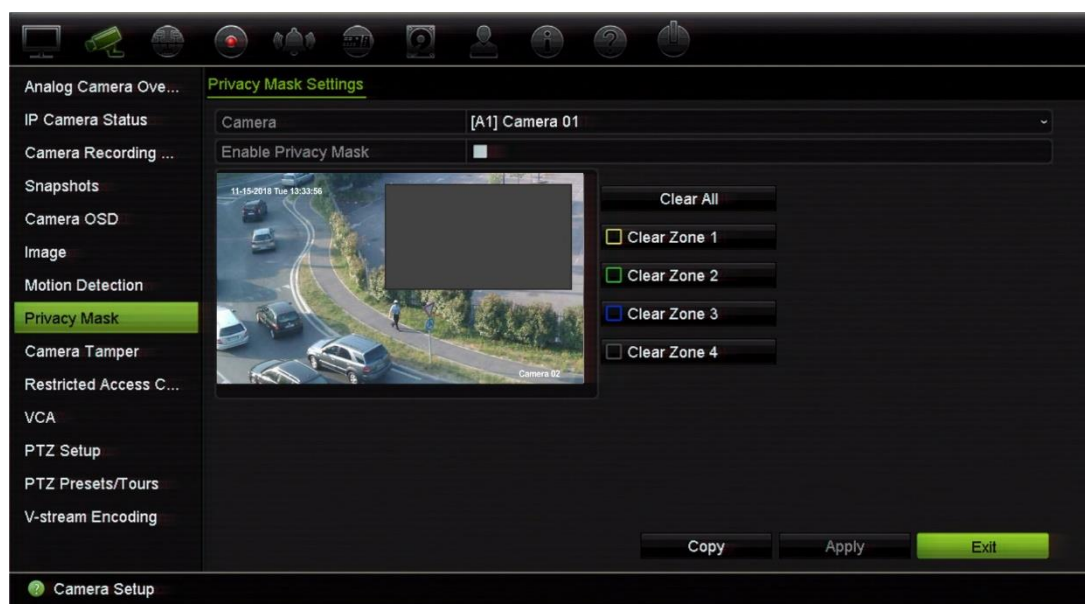 Analog Camera Ove...
IP Camera Status
Camera Recording ...
Snapshots
Camera OSD
Image
Motion Detection
Privacy Mask
Camera Tamper
Restricted Access C...
VCA
PTZ Setup
PTZ Presets/Tours
V-stream Encoding
Privacy Mask Settings
Camera [A1] Camera 01
Enable Privacy Mask
11-15-2018 Tue 13:33:56
Camera 02
Clear All
Clear Zone 1
Clear Zone 2
Clear Zone 3
Clear Zone 4
Copy Apply Exit
? Camera Setup